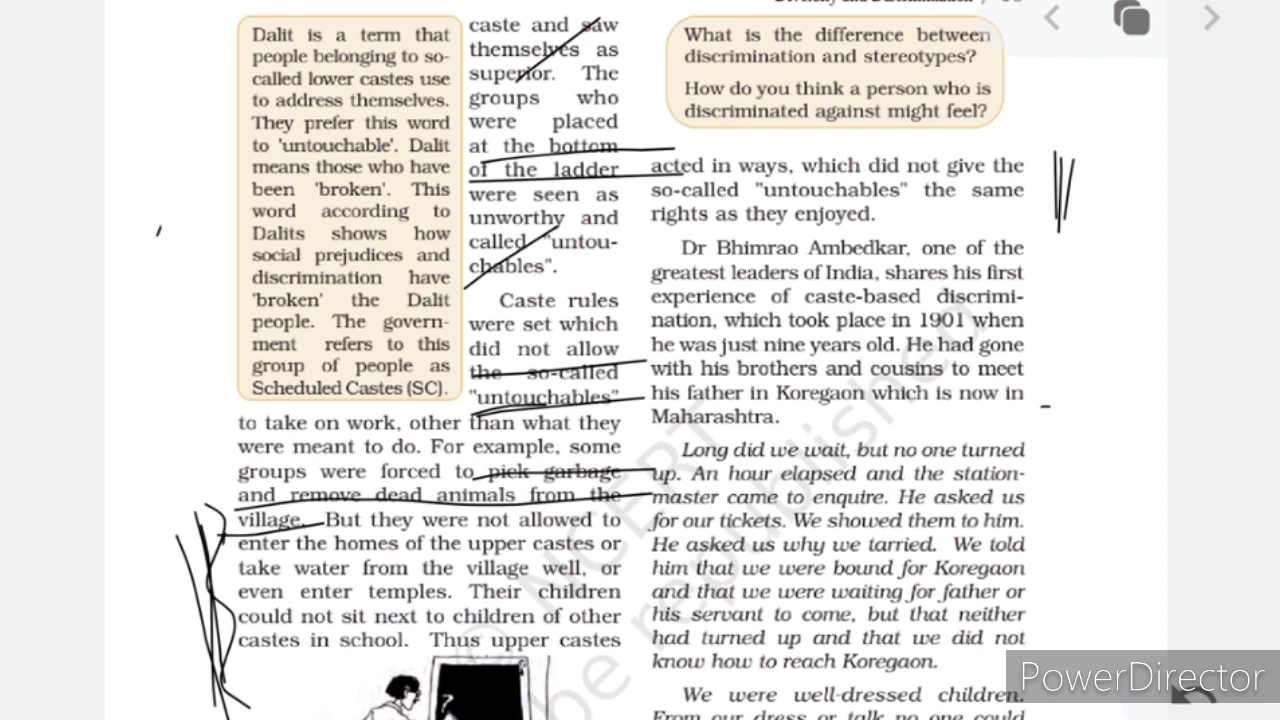 Dalit is a term that
people belonging to so-
called lower castes use
to address themselves.
They prefer this word
to 'untouchable'. Dalit
means those who have
been 'broken'. This
word according to
Dalits shows how
social prejudices and
discrimination have
'broken' the Dalit
people. The govern-
ment refers to this
group of people as
Scheduled Castes (SC).
caste and saw
themselves as
superior. The
groups who
were placed
at the bottom
of the ladder
were seen as
unworthy and
called "untou-
chables".
Caste rules
were set which
did not allow
the so-called
"untouchables"
to take on work, other than what they
were meant to do. For example, some
groups were forced to pick garbage
and remove dead animals from the
village. But they were not allowed to
enter the homes of the upper castes or
take water from the village well, or
even enter temples. Their children
could not sit next to children of other
castes in school. Thus upper castes
What is the difference between
discrimination and stereotypes?
How do you think a person who is
discriminated against might feel?
acted in ways, which did not give the
so-called "untouchables" the same
rights as they enjoyed.
Dr Bhimrao Ambedkar, one of the
greatest leaders of India, shares his first
experience of caste-based discrimi-
nation, which took place in 1901 when
he was just nine years old. He had gone
with his brothers and cousins to meet
his father in Koregaon which is now in
Maharashtra.
Long did we wait, but no one turned
up. An hour elapsed and the station-
master came to enquire. He asked us
for our tickets. We showed them to him.
He asked us why we tarried. We told
him that we were bound for Koregaon
and that we were waiting for father or
his servant to come, but that neither
had turned up and that we did not
know how to reach Koregaon.
We were well-dressed children.
From our dress or talk no one could
© NCERT
be republished
PowerDirector